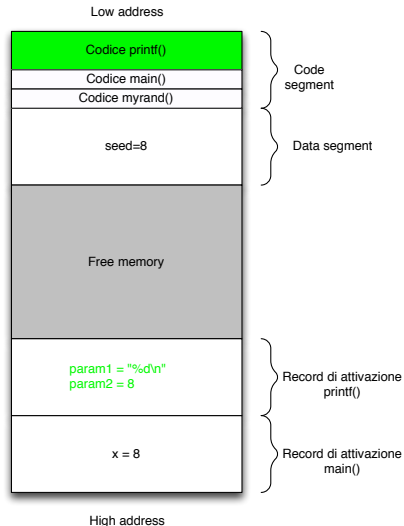 Low address
Codice printf()
Codice main()
Codice myrand()
Code
segment
seed=8
Data segment
Free memory
param1 = "%d\n"
param2 = 8
Record di attivazione
printf()
x = 8
Record di attivazione
main()
High address